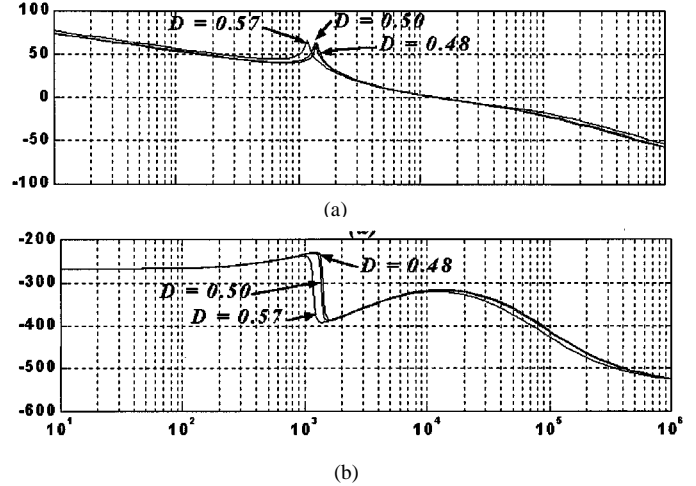 D = 0.50
D = 0.57
D = 0.48
100
50
0
-50
-100
(a)
-200
-300
-400
-500
-600
D = 0.48
D = 0.50
D = 0.57
10^1
10^2
10^3
10^4
10^5
10^6
(b)